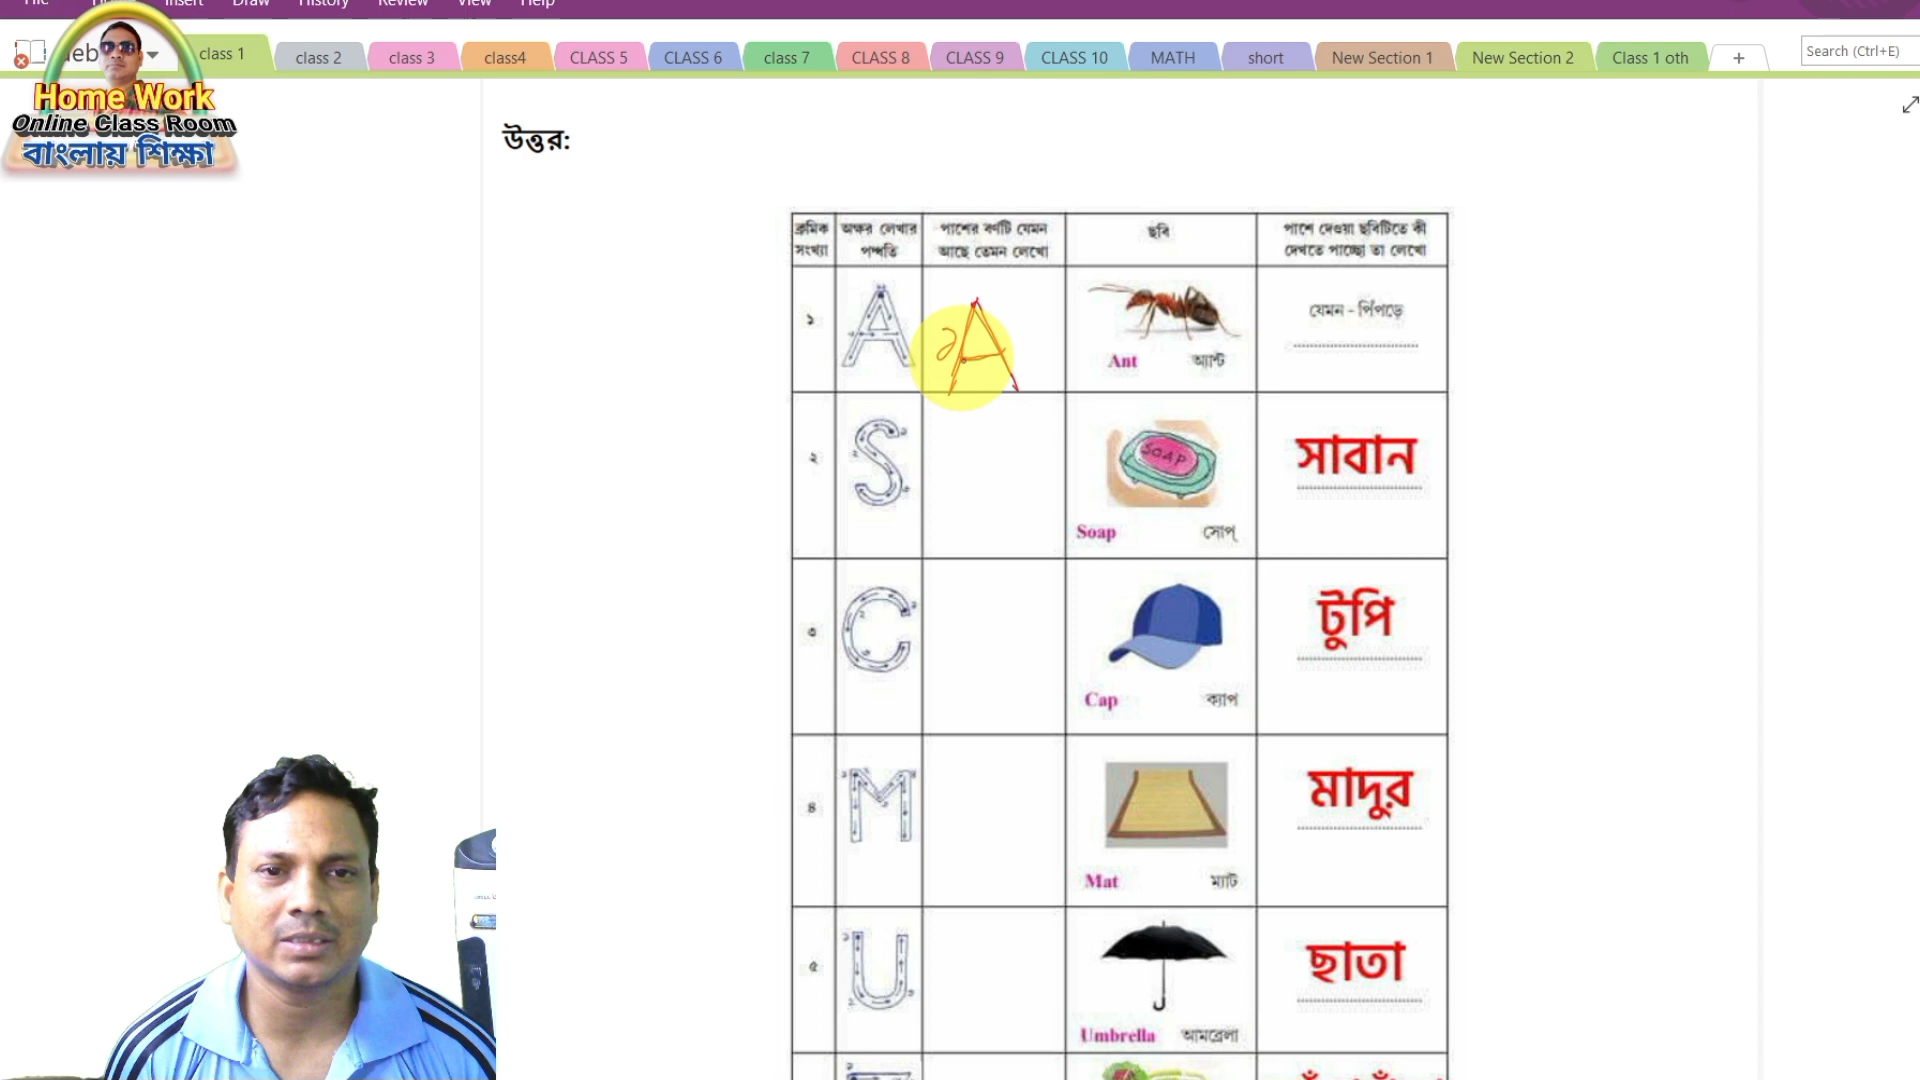 File Home Insert Draw History Review View Help
class 1 class 2 class 3 class4 CLASS 5 CLASS 6 class 7 CLASS 8 CLASS 9 CLASS 10 MATH short New Section 1 New Section 2 Class 1 oth + Search (Ctrl+E)
Home Work
Online Class Room
বাংলায় শিক্ষা
উত্তর:
ক্রমিক সংখ্যা
অক্ষর লেখার পদ্ধতি
পাশের বর্ণটি যেমন আছে তেমন লেখো
ছবি
পাশে দেওয়া ছবিটিতে কী দেখতে পাচ্ছো তা লেখো
১ A A Ant অ্যান্ট যেমন - পিঁপড়ে
২ S SOAP Soap সোপ্ সাবান
৩ C Cap ক্যাপ টুপি
৪ M Mat ম্যাট মাদুর
৫ U Umbrella আমব্রেলা ছাতা